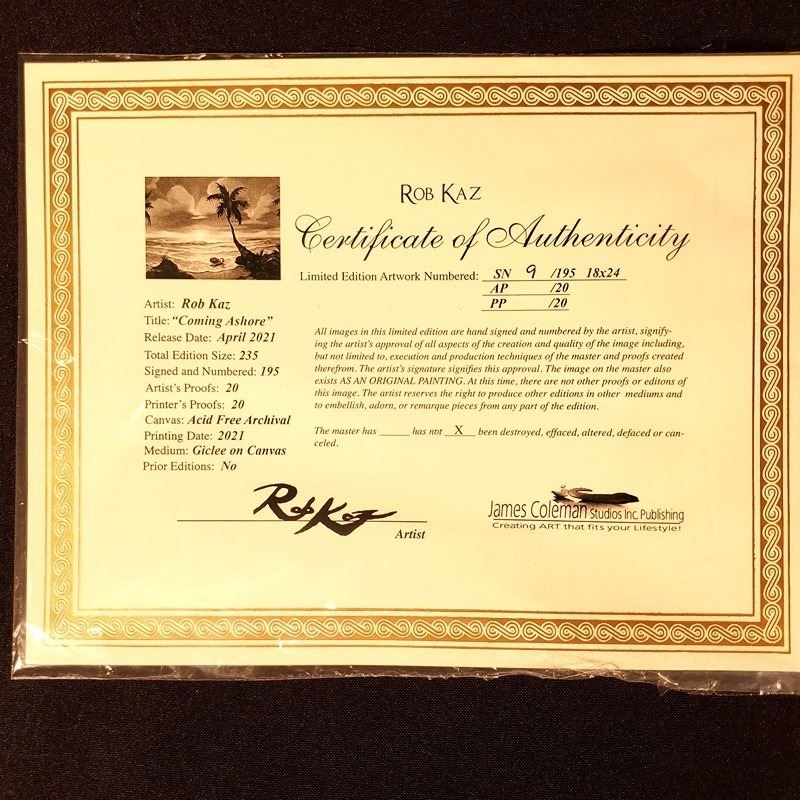 ROB KAZ
Certificate of Authenticity
Limited Edition Artwork Numbered: SN 9 /195 18x24
AP /20
PP /20
Artist: Rob Kaz
Title: “Coming Ashore”
Release Date: April 2021
Total Edition Size: 235
Signed and Numbered: 195
Artist's Proofs: 20
Printer's Proofs: 20
Canvas: Acid Free Archival
Printing Date: 2021
Medium: Giclee on Canvas
Prior Editions: No
All images in this limited edition are hand signed and numbered by the artist, signify-
ing the artist's approval of all aspects of the creation and quality of the image including,
but not limited to, execution and production techniques of the master and proofs created
therefrom. The artist's signature signifies this approval. The image on the master also
exists AS AN ORIGINAL PAINTING. At this time, there are not other proofs or editons of
this image. The artist reserves the right to produce other editions in other mediums and
to embellish, adorn, or remarque pieces from any part of the edition.
The master has ______ has not __X__ been destroyed, effaced, altered, defaced or can-
celed.
Rob Kaz
Artist
James Coleman Studios Inc. Publishing
Creating ART that fits your Lifestyle!